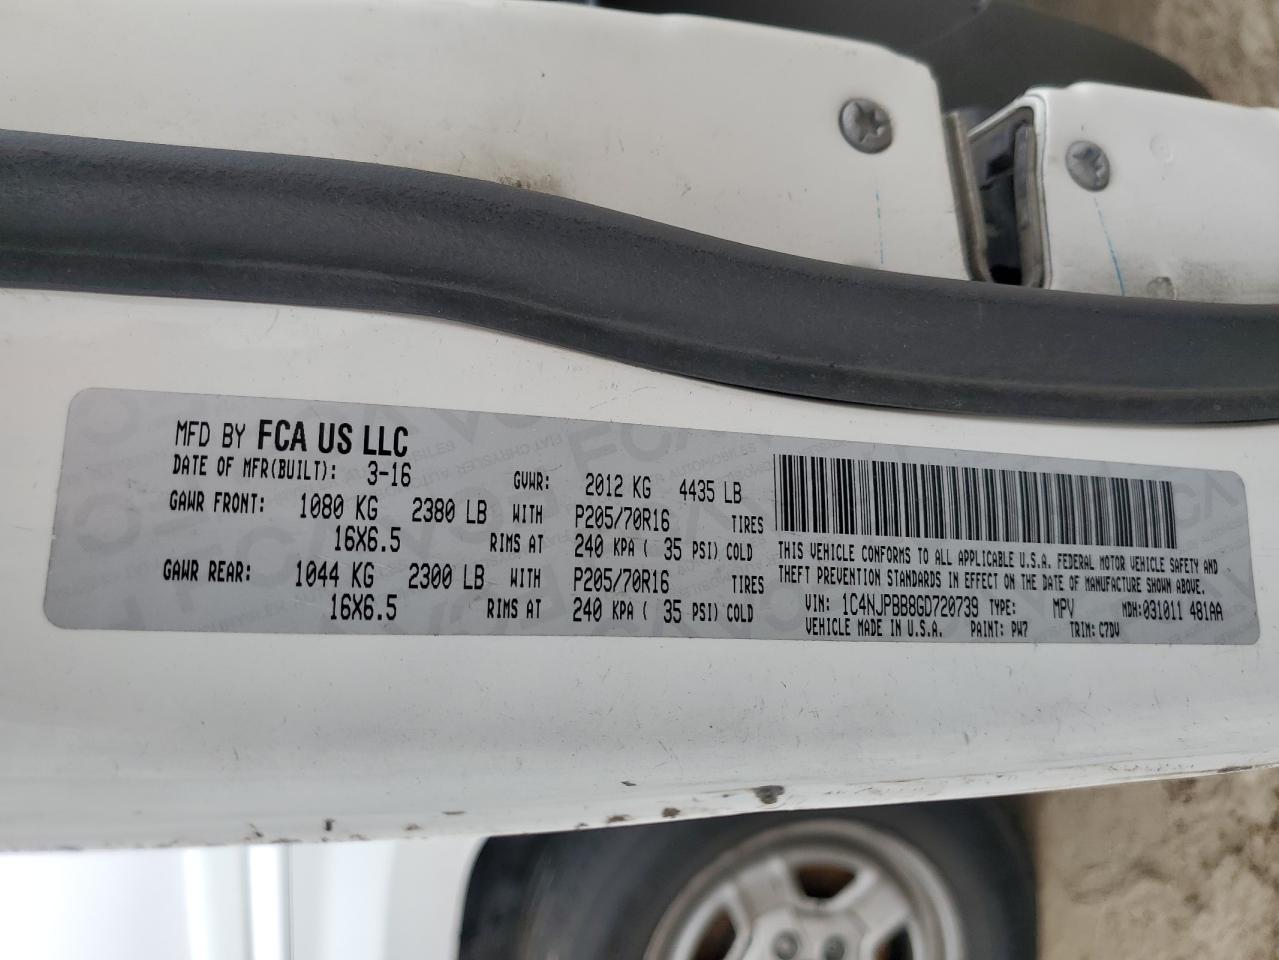 MFD BY FCA US LLC
DATE OF MFR(BUILT): 3-16 GVWR: 2012 KG 4435 LB
GAWR FRONT: 1080 KG 2380 LB WITH P205/70R16 TIRES
16X6.5 RIMS AT 240 KPA ( 35 PSI) COLD
GAWR REAR: 1044 KG 2300 LB WITH P205/70R16 TIRES
16X6.5 RIMS AT 240 KPA ( 35 PSI) COLD
THIS VEHICLE CONFORMS TO ALL APPLICABLE U.S.A. FEDERAL MOTOR VEHICLE SAFETY AND
THEFT PREVENTION STANDARDS IN EFFECT ON THE DATE OF MANUFACTURE SHOWN ABOVE.
VIN: 1C4NJPBB8GD720739 TYPE: MPV MDH:031011 481AA
VEHICLE MADE IN U.S.A. PAINT: PW7 TRIM: C7DV